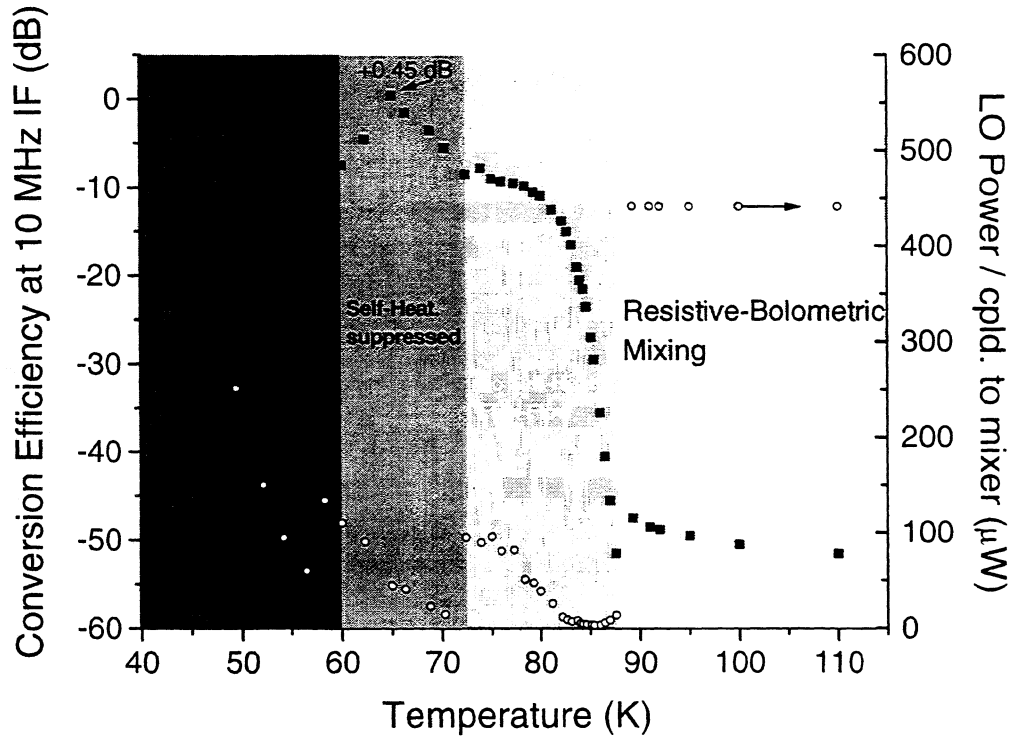 Conversion Efficiency at 10 MHz IF (dB)
0
-10
-20
-30
-40
-50
-60
+0.45 dB
Self-Heat.
suppressed
Resistive-Bolometric
Mixing
600
500
400
300
200
100
0
LO Power / cpld. to mixer (μW)
40 50 60 70 80 90 100 110
Temperature (K)